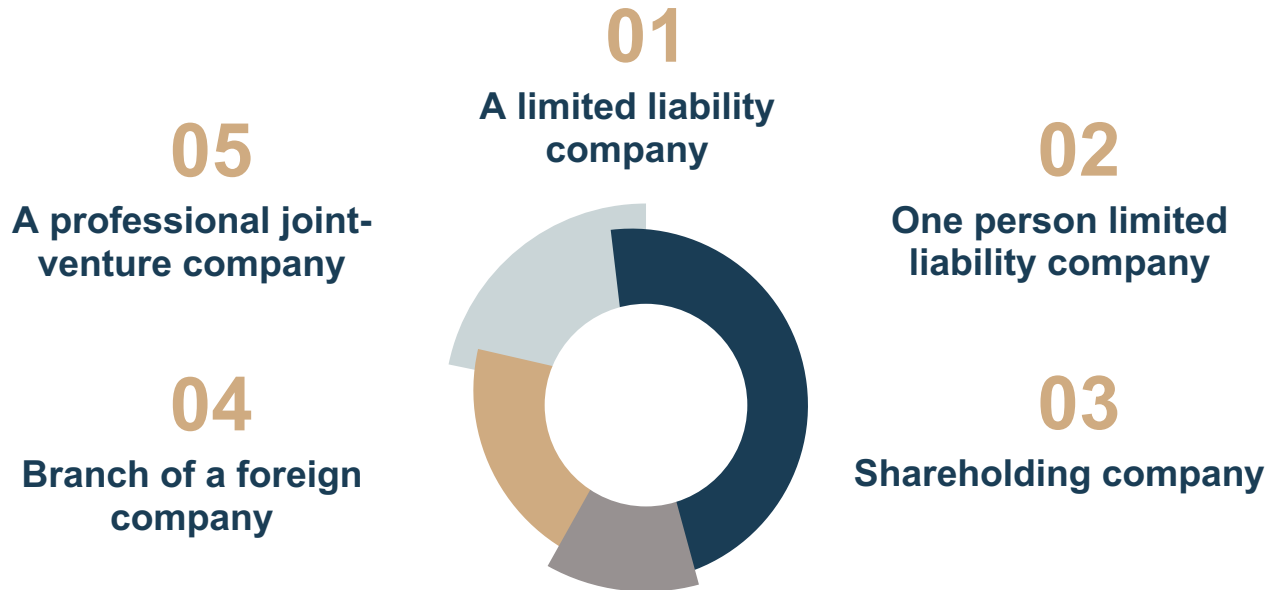 01
A limited liability
company
02
One person limited
liability company
03
Shareholding company
04
Branch of a foreign
company
05
A professional joint-
venture company